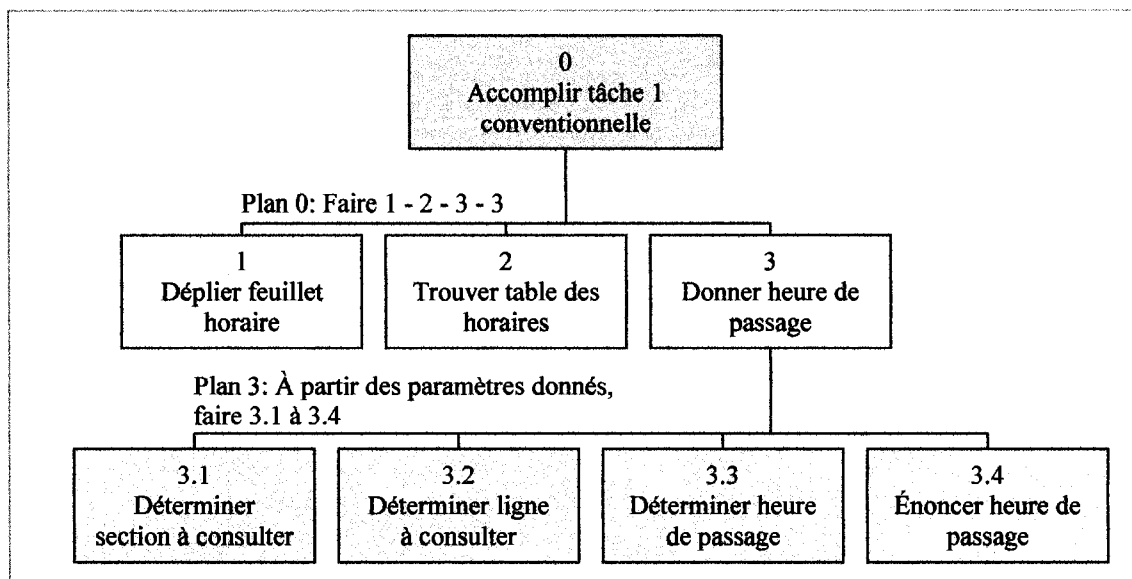 0
Accomplir tâche 1
conventionnelle
Plan 0: Faire 1 - 2 - 3 - 3
1
Déplier feuillet
horaire
2
Trouver table des
horaires
3
Donner heure de
passage
Plan 3: À partir des paramètres donnés,
faire 3.1 à 3.4
3.1
Déterminer
section à consulter
3.2
Déterminer ligne
à consulter
3.3
Déterminer heure
de passage
3.4
Énoncer heure de
passage